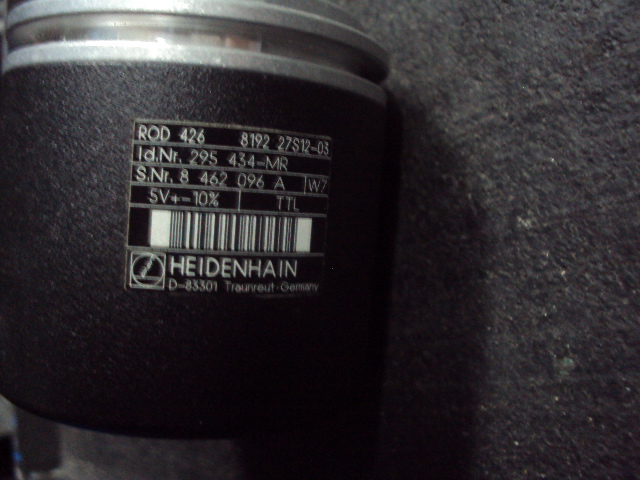 ROD 426 8192 27S12-03
Id.Nr. 295 434-MR
S.Nr. 8 462 096 A W7
5V+-10% TTL
HEIDENHAIN
D-83301 Traunreut-Germany